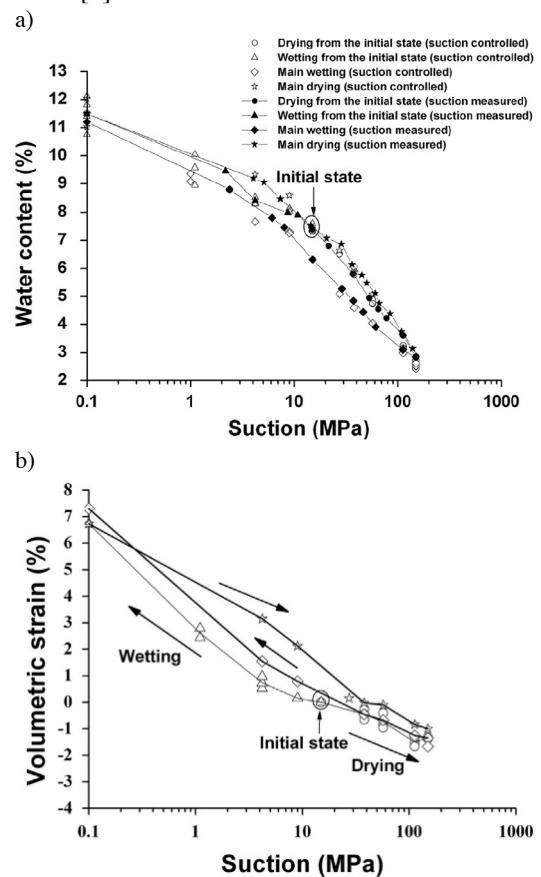 a)
Drying from the initial state (suction controlled)
Wetting from the initial state (suction controlled)
Main wetting (suction controlled)
Main drying (suction controlled)
Drying from the initial state (suction measured)
Wetting from the initial state (suction measured)
Main wetting (suction measured)
Main drying (suction measured)
13
12
11
10
9
8
7
6
5
4
3
2
Water content (%)
Initial state
0.1 1 10 100 1000
Suction (MPa)
b)
8
7
6
5
4
3
2
1
0
-1
-2
-3
-4
Volumetric strain (%)
Wetting
Initial state
Drying
0.1 1 10 100 1000
Suction (MPa)